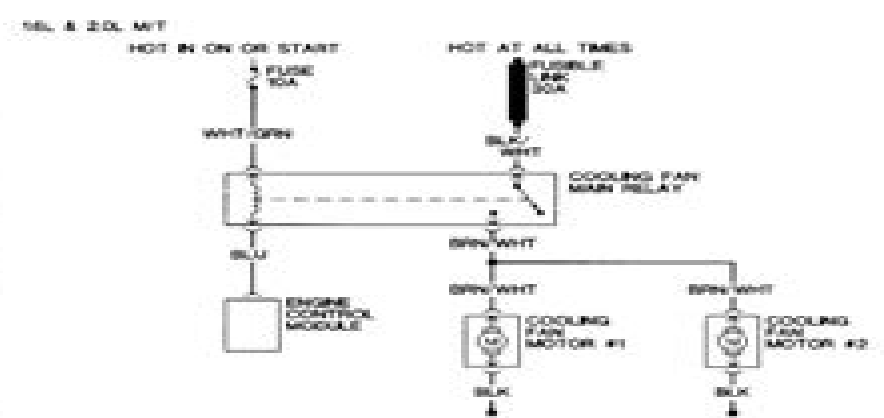 1.6L & 2.0L M/T
HOT IN ON OR START
HOT AT ALL TIMES
FUSE
10A
FUSIBLE
LINK
30A
WHT/GRN
BLK/
WHT
COOLING FAN
MAIN RELAY
BLU
BRN/WHT
BRN/WHT
BRN/WHT
ENGINE
CONTROL
MODULE
COOLING
FAN
MOTOR #1
COOLING
FAN
MOTOR #2
BLK
BLK